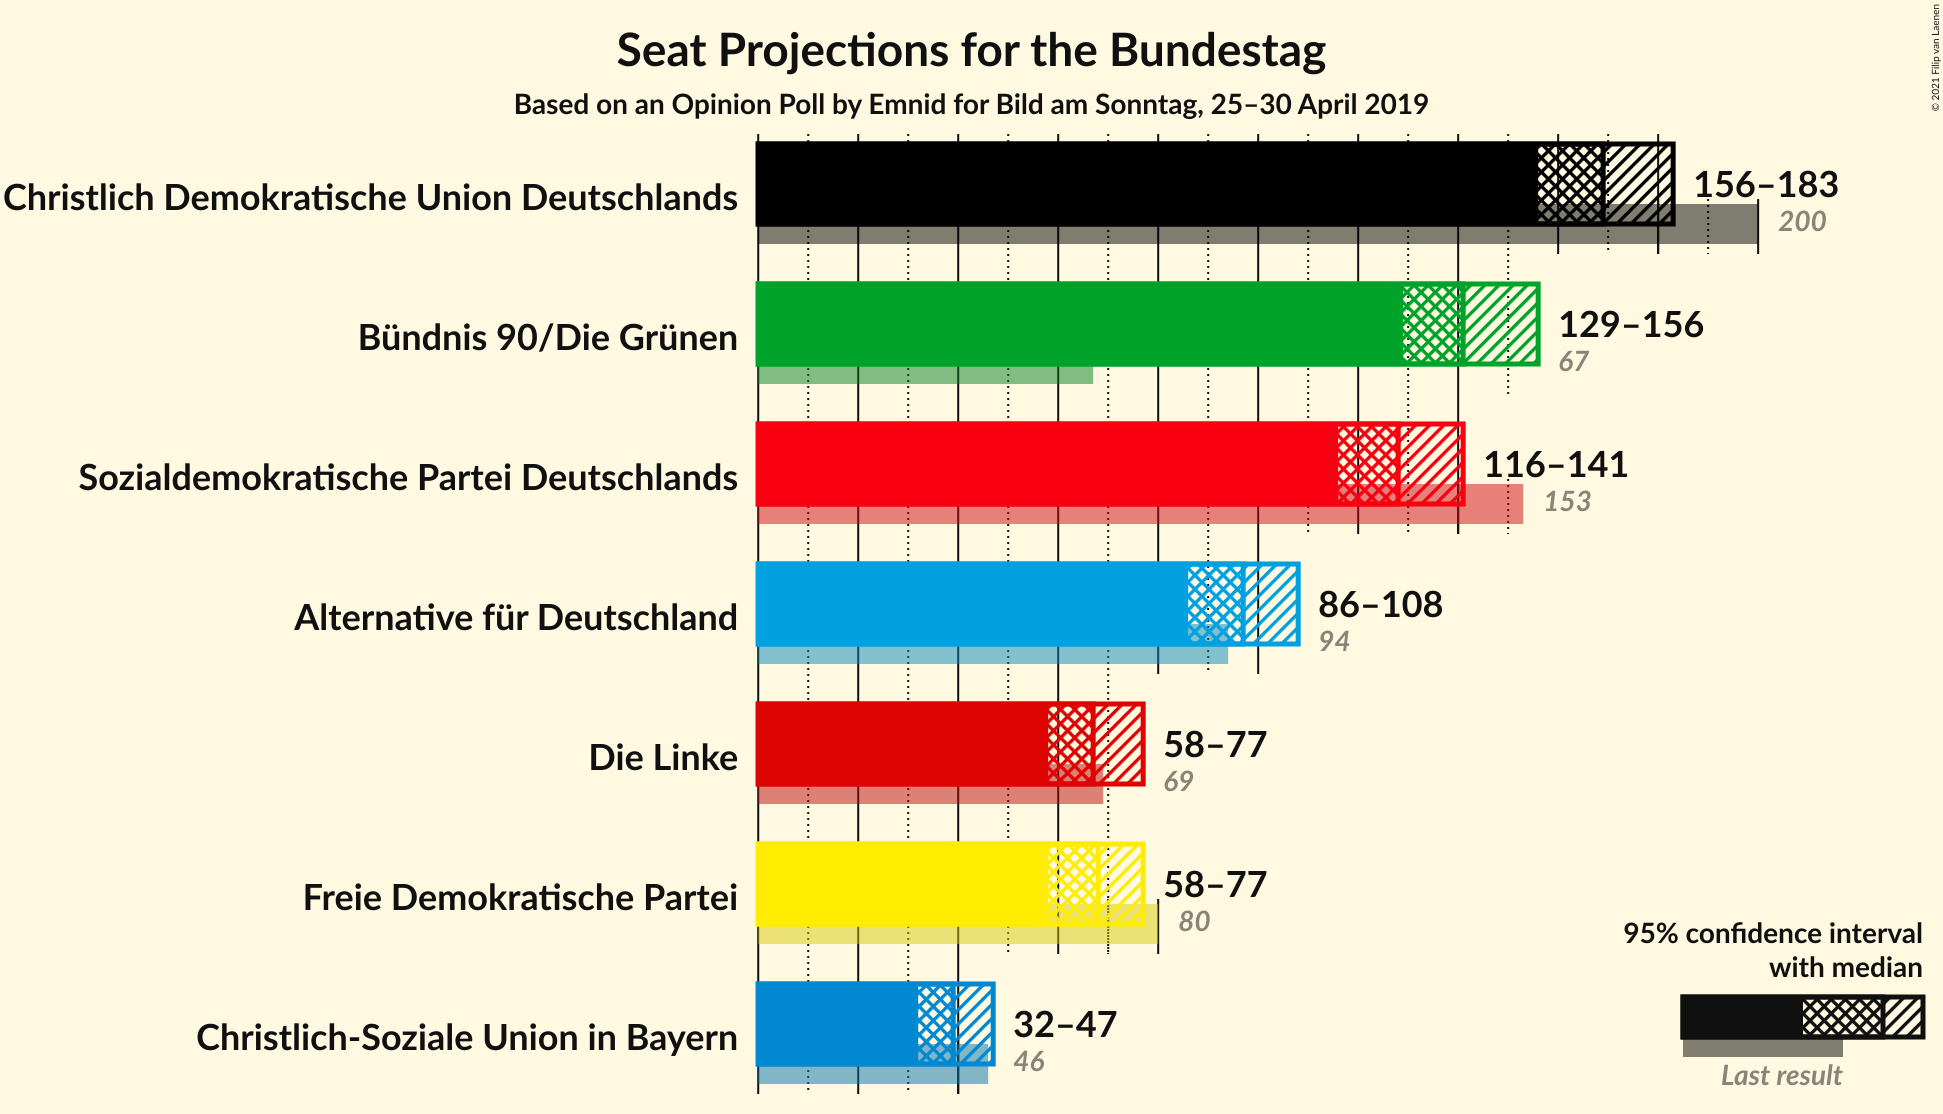 Seat Projections for the Bundestag
Based on an Opinion Poll by Emnid for Bild am Sonntag, 25–30 April 2019
© 2021 Filip van Laenen
Christlich Demokratische Union Deutschlands
156–183
200
Bündnis 90/Die Grünen
129–156
67
Sozialdemokratische Partei Deutschlands
116–141
153
Alternative für Deutschland
86–108
94
Die Linke
58–77
69
Freie Demokratische Partei
58–77
80
Christlich-Soziale Union in Bayern
32–47
46
95% confidence interval
with median
Last result